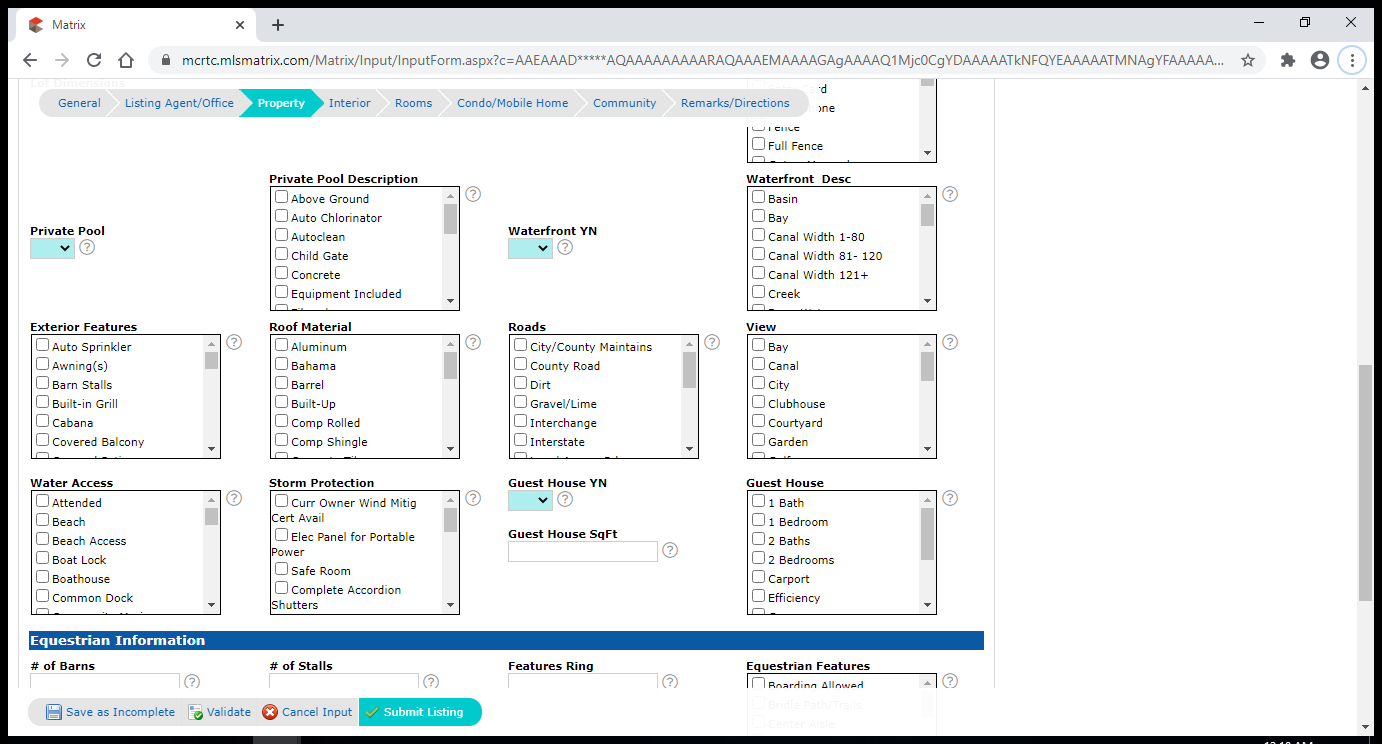 Matrix
mcrtc.mlsmatrix.com/Matrix/Input/InputForm.aspx?c=AAEAAAD*****AQAAAAAAAAARAQAAAEMAAAAGAgAAAAQ1Mjc0CgYDAAAAATkNFQYEAAAAATMNAgYFAAAAA...
Lot Dimensions
General
Listing Agent/Office
Property
Interior
Rooms
Condo/Mobile Home
Community
Remarks/Directions
Fence
Full Fence
Private Pool Description
Waterfront Desc
Above Ground
Auto Chlorinator
Autoclean
Child Gate
Concrete
Equipment Included
Basin
Bay
Canal Width 1-80
Canal Width 81- 120
Canal Width 121+
Creek
Private Pool
Waterfront YN
Exterior Features
Auto Sprinkler
Awning(s)
Barn Stalls
Built-in Grill
Cabana
Covered Balcony
Roof Material
Aluminum
Bahama
Barrel
Built-Up
Comp Rolled
Comp Shingle
Roads
City/County Maintains
County Road
Dirt
Gravel/Lime
Interchange
Interstate
View
Bay
Canal
City
Clubhouse
Courtyard
Garden
Water Access
Attended
Beach
Beach Access
Boat Lock
Boathouse
Common Dock
Storm Protection
Curr Owner Wind Mitig
Cert Avail
Elec Panel for Portable
Power
Safe Room
Complete Accordion
Shutters
Guest House YN
Guest House SqFt
Guest House
1 Bath
1 Bedroom
2 Baths
2 Bedrooms
Carport
Efficiency
Equestrian Information
# of Barns
# of Stalls
Features Ring
Equestrian Features
Boarding Allowed
Bridle Path/Trails
Center Aisle
Save as Incomplete
Validate
Cancel Input
Submit Listing